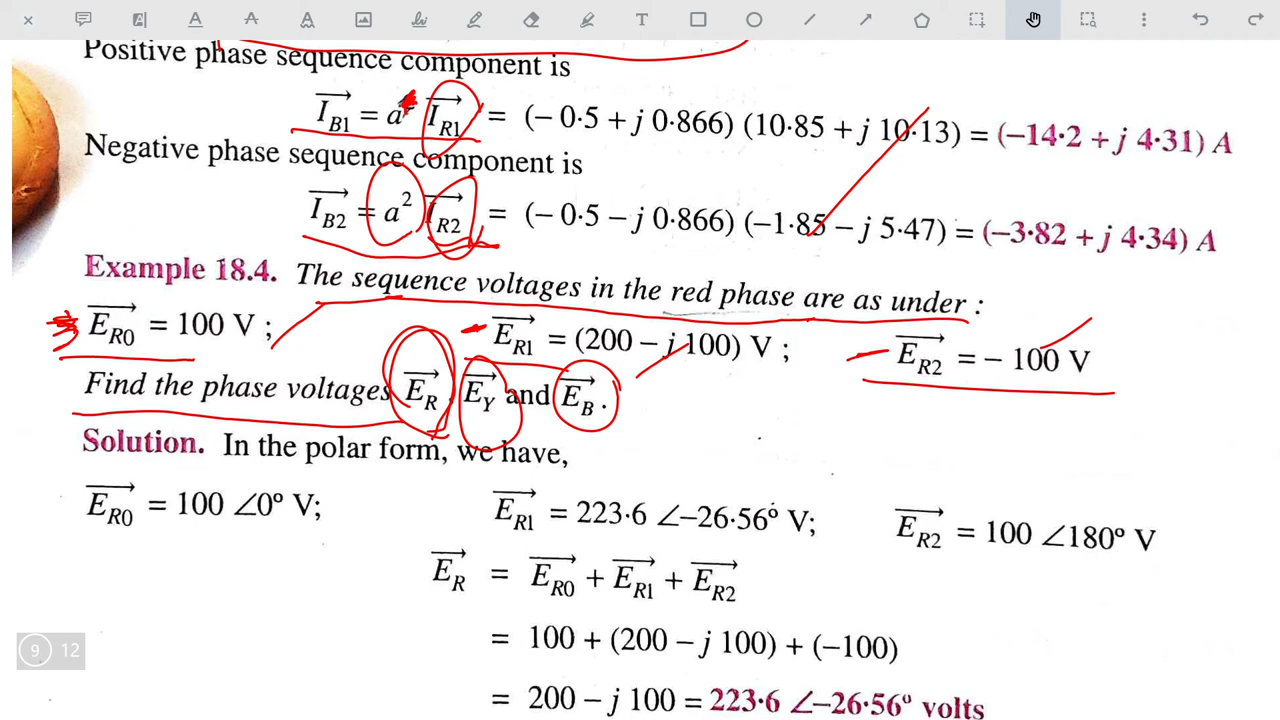 Positive phase sequence component is
I_B1 = a I_R1 = (– 0·5 + j 0·866) (10·85 + j 10·13) = (–14·2 + j 4·31) A
Negative phase sequence component is
I_B2 = a² I_R2 = (– 0·5 – j 0·866) (–1·85 – j 5·47) = (–3·82 + j 4·34) A
Example 18.4. The sequence voltages in the red phase are as under :
E_R0 = 100 V ; E_R1 = (200 – j 100) V ; E_R2 = – 100 V
Find the phase voltages E_R E_Y and E_B .
Solution. In the polar form, we have,
E_R0 = 100 ∠0º V; E_R1 = 223·6 ∠–26·56º V; E_R2 = 100 ∠180º V
E_R = E_R0 + E_R1 + E_R2
= 100 + (200 – j 100) + (–100)
9 12
= 200 – j 100 = 223·6 ∠–26·56º volts